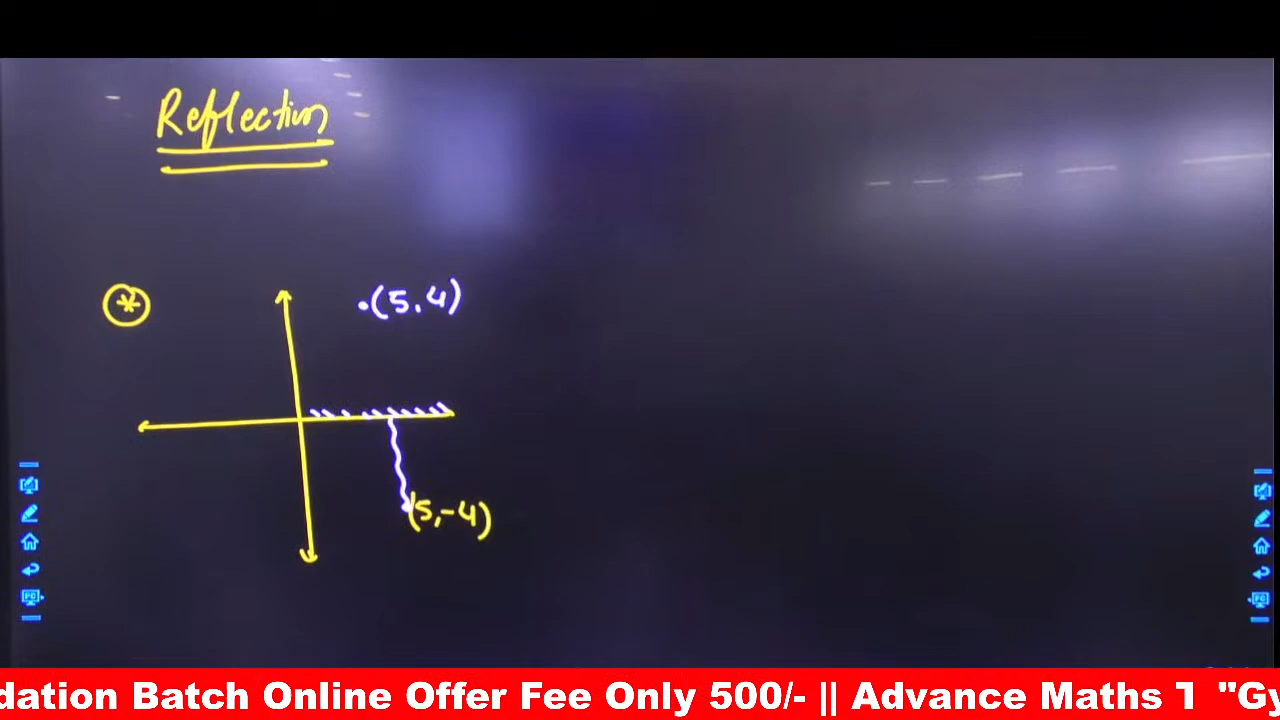 Reflection
(5,4)
(5,-4)
dation Batch Online Offer Fee Only 500/- || Advance Maths 1 "Gy